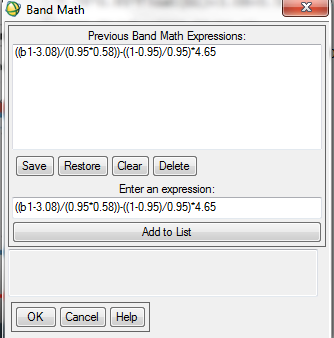 Band Math
Previous Band Math Expressions:
((b1-3.08)/(0.95*0.58))-((1-0.95)/0.95)*4.65
Save Restore Clear Delete
Enter an expression:
((b1-3.08)/(0.95*0.58))-((1-0.95)/0.95)*4.65
Add to List
OK Cancel Help